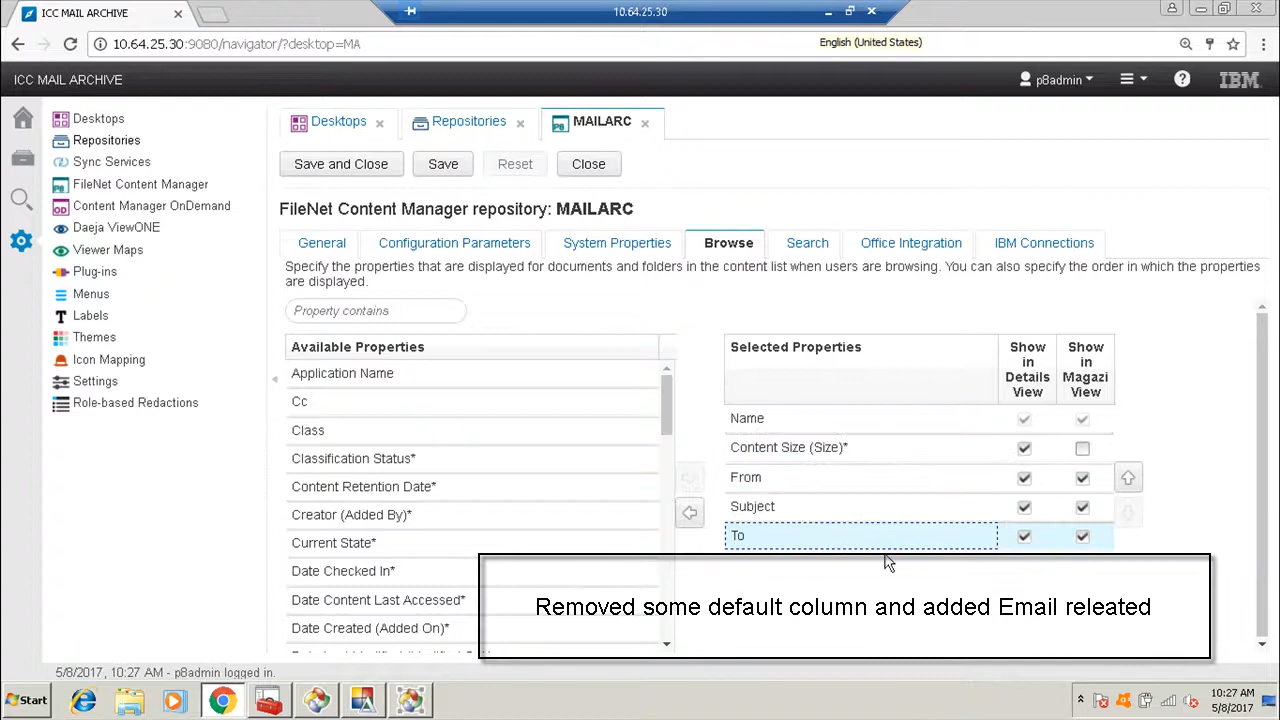 ICC MAIL ARCHIVE
10.64.25.30
10.64.25.30:9080/navigator/?desktop=MA
English (United States)
ICC MAIL ARCHIVE
p8admin
IBM
Desktops
Repositories
Sync Services
FileNet Content Manager
Content Manager OnDemand
Daeja ViewONE
Viewer Maps
Plug-ins
Menus
Labels
Themes
Icon Mapping
Settings
Role-based Redactions
Desktops
Repositories
MAILARC
Save and Close
Save
Reset
Close
FileNet Content Manager repository: MAILARC
General
Configuration Parameters
System Properties
Browse
Search
Office Integration
IBM Connections
Specify the properties that are displayed for documents and folders in the content list when users are browsing. You can also specify the order in which the properties
are displayed.
Property contains
Available Properties
Application Name
Cc
Class
Classification Status*
Content Retention Date*
Creator (Added By)*
Current State*
Date Checked In*
Date Content Last Accessed*
Date Created (Added On)*
Selected Properties
Show
in
Details
View
Show
in
Magazi
View
Name
Content Size (Size)*
From
Subject
To
Removed some default column and added Email releated
5/8/2017, 10:27 AM - p8admin logged in.
Start
10:27 AM
5/8/2017